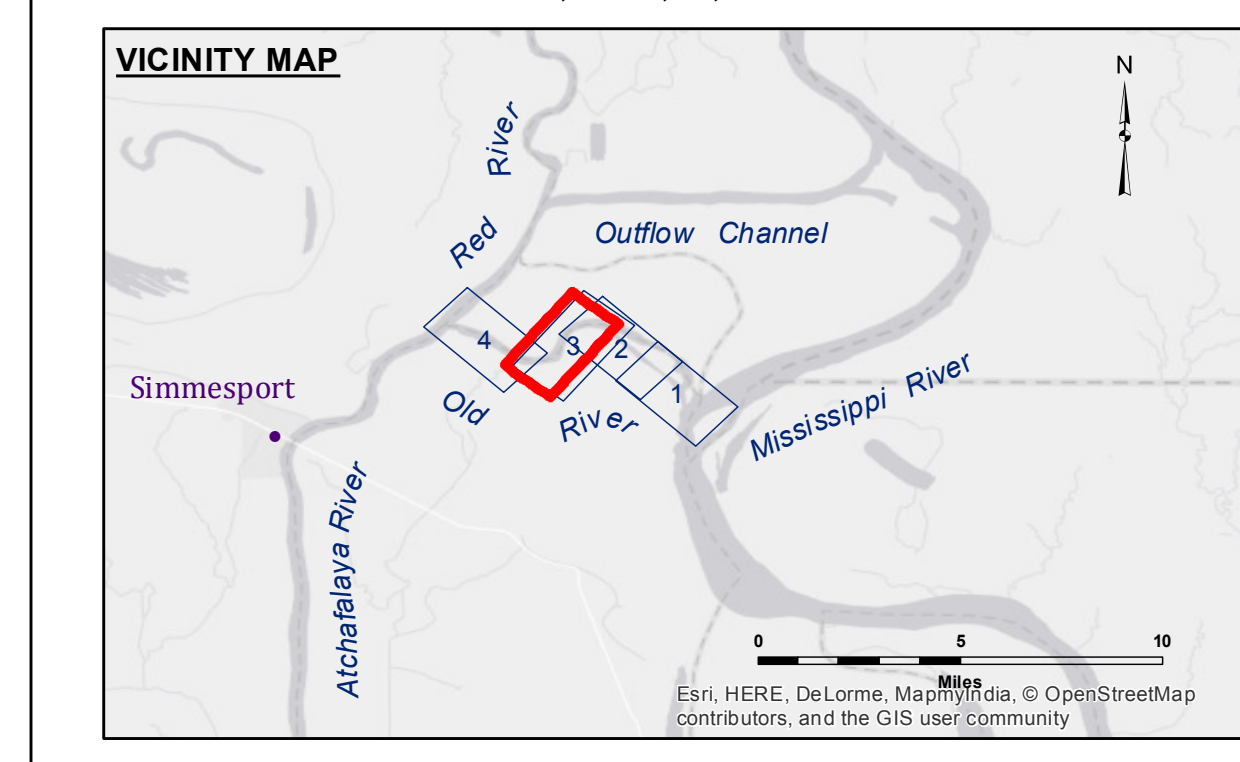 VICINITY MAP
N
Red River
Outflow Channel
4
3
2
1
Simmesport
Old River
Mississippi River
Atchafalaya River
0 5 10
Miles
Esri, HERE, DeLorme, MapmyIndia, © OpenStreetMap
contributors, and the GIS user community